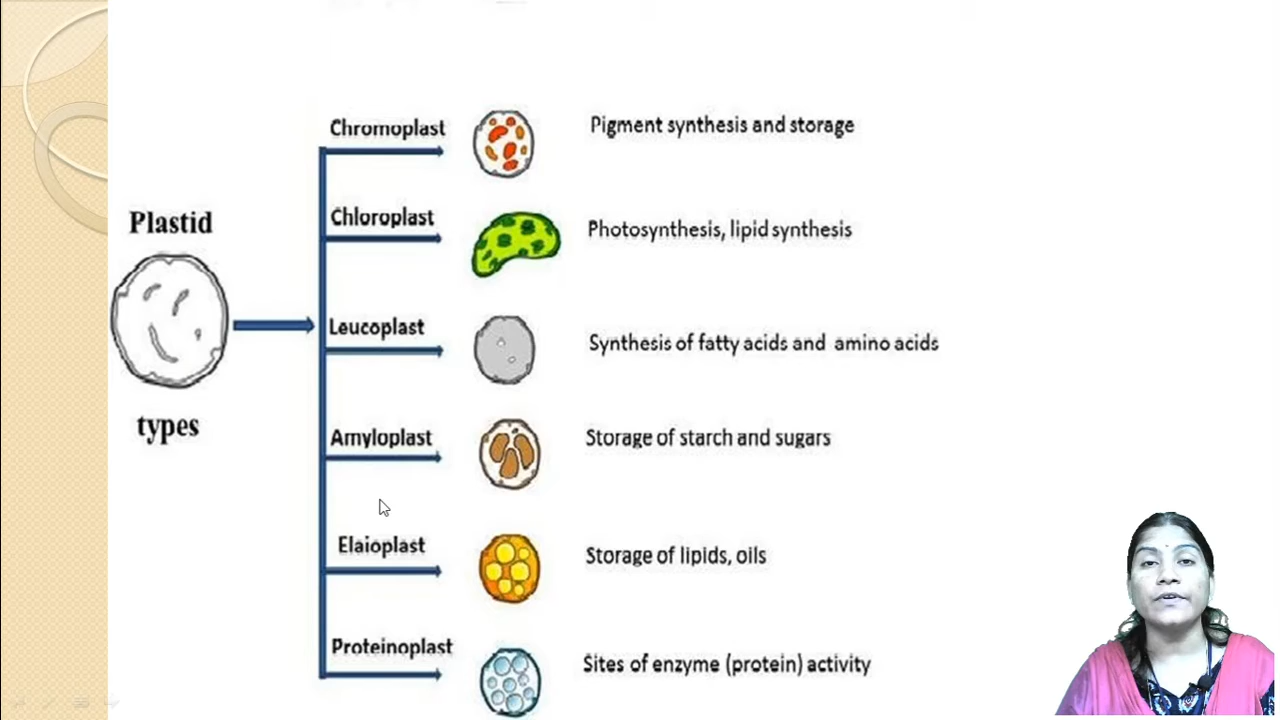 Chromoplast
Pigment synthesis and storage
Plastid
Chloroplast
Photosynthesis, lipid synthesis
Leucoplast
Synthesis of fatty acids and amino acids
types
Amyloplast
Storage of starch and sugars
Elaioplast
Storage of lipids, oils
Proteinoplast
Sites of enzyme (protein) activity